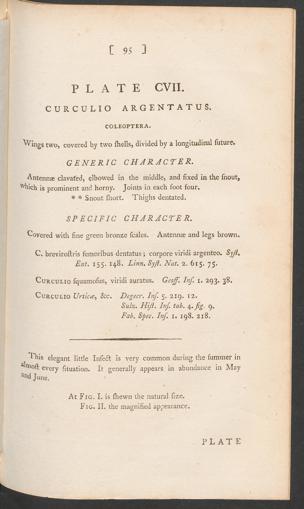 [ 95 ]
PLATE CVII.
CURCULIO ARGENTATUS.
COLEOPTERA.
Wings two, covered by two ſhells, divided by a longitudinal ſuture.
GENERIC CHARACTER.
Antennæ clavated, elbowed in the middle, and fixed in the ſnout,
which is prominent and horny. Joints in each foot four.
* * Snout ſhort. Thighs dentated.
SPECIFIC CHARACTER.
Covered with fine green bronze ſcales. Antennæ and legs brown.
C. breviroſtris femoribus dentatus; corpore viridi argenteo. Syſt.
Ent. 155. 148. Linn. Syſt. Nat. 2. 615. 75.
CURCULIO ſquamoſus, viridi auratus. Geoff. Inſ. 1. 293. 38.
CURCULIO Urticæ, &c. Degeer. Inſ. 5. 219. 12.
Sulz. Hiſt. Inſ. tab. 4. fig. 9.
Fab. Spec. Inſ. 1. 198. 218.
This elegant little Inſect is very common during the ſummer in
almoſt every ſituation. It generally appears in abundance in May
and June.
At FIG. I. is ſhewn the natural ſize.
FIG. II. the magnified appearance.
PLATE